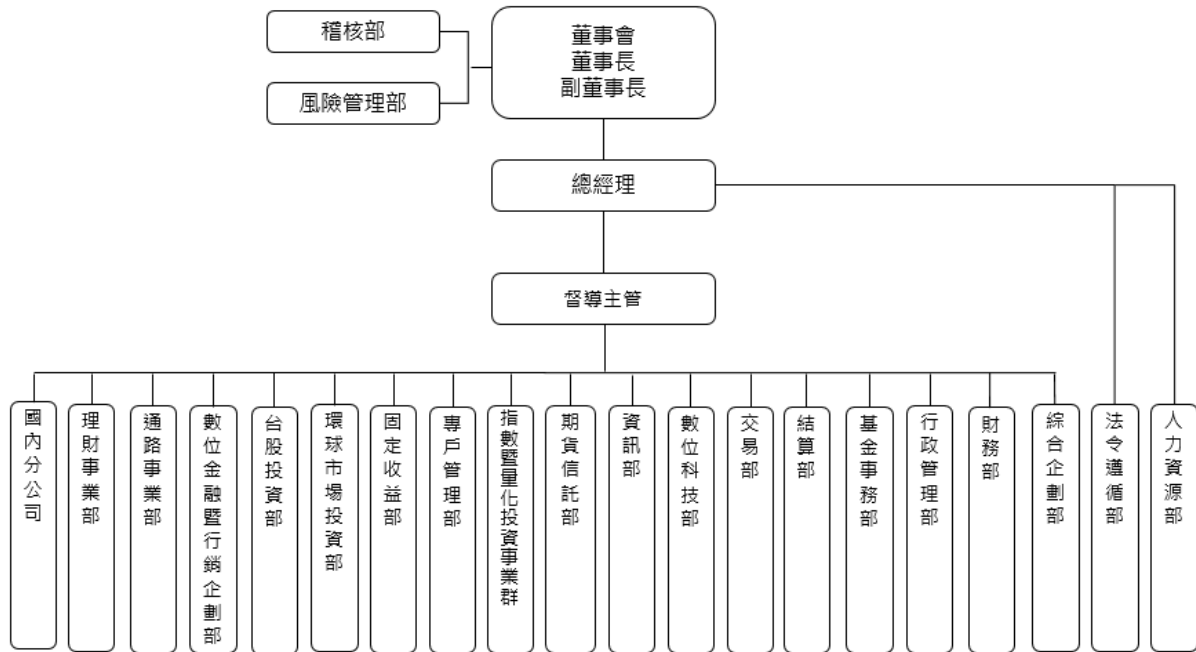 稽核部
風險管理部
董事會
董事長
副董事長
總經理
督導主管
國內分公司
理財事業部
通路事業部
數位金融暨行銷企劃部
台股投資部
環球市場投資部
固定收益部
專戶管理部
指數暨量化投資事業群
期貨信託部
資訊部
數位科技部
交易部
結算部
基金事務部
行政管理部
財務部
綜合企劃部
法令遵循部
人力資源部